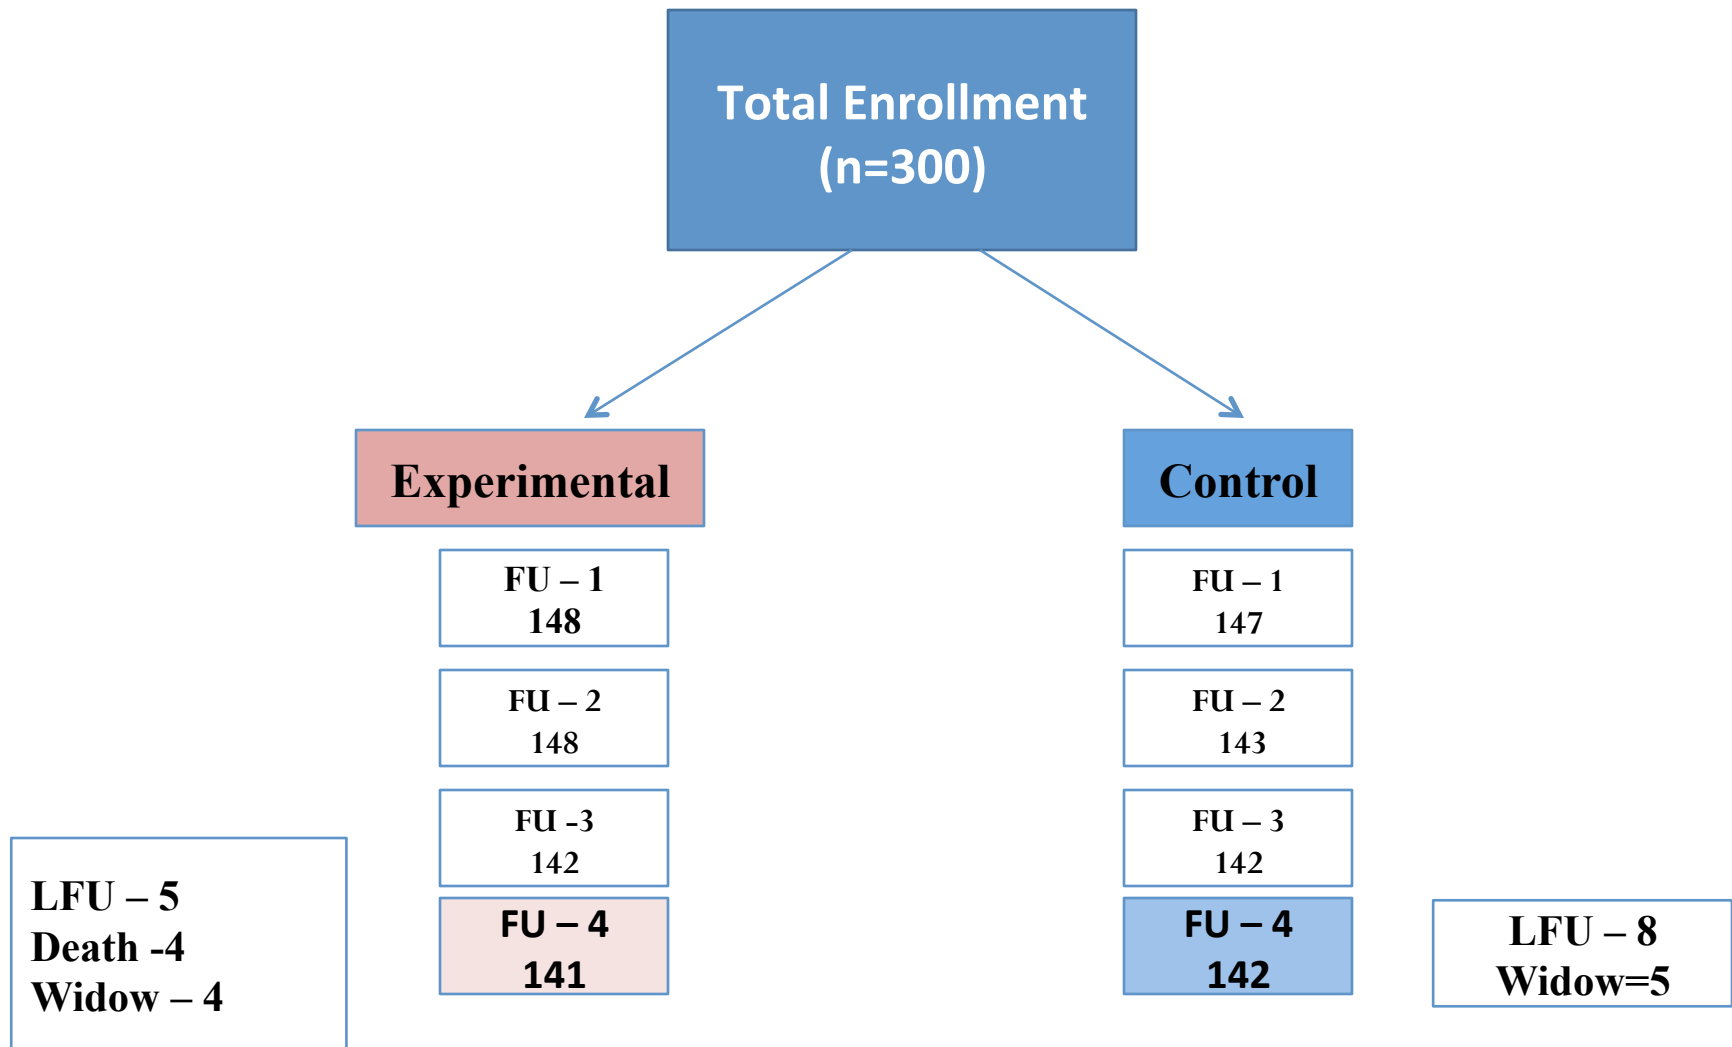 Total Enrollment
(n=300)
Experimental
Control
FU – 1
148
FU – 1
147
FU – 2
148
FU – 2
143
FU -3
142
FU – 3
142
FU – 4
141
FU – 4
142
LFU – 5
Death -4
Widow – 4
LFU – 8
Widow=5